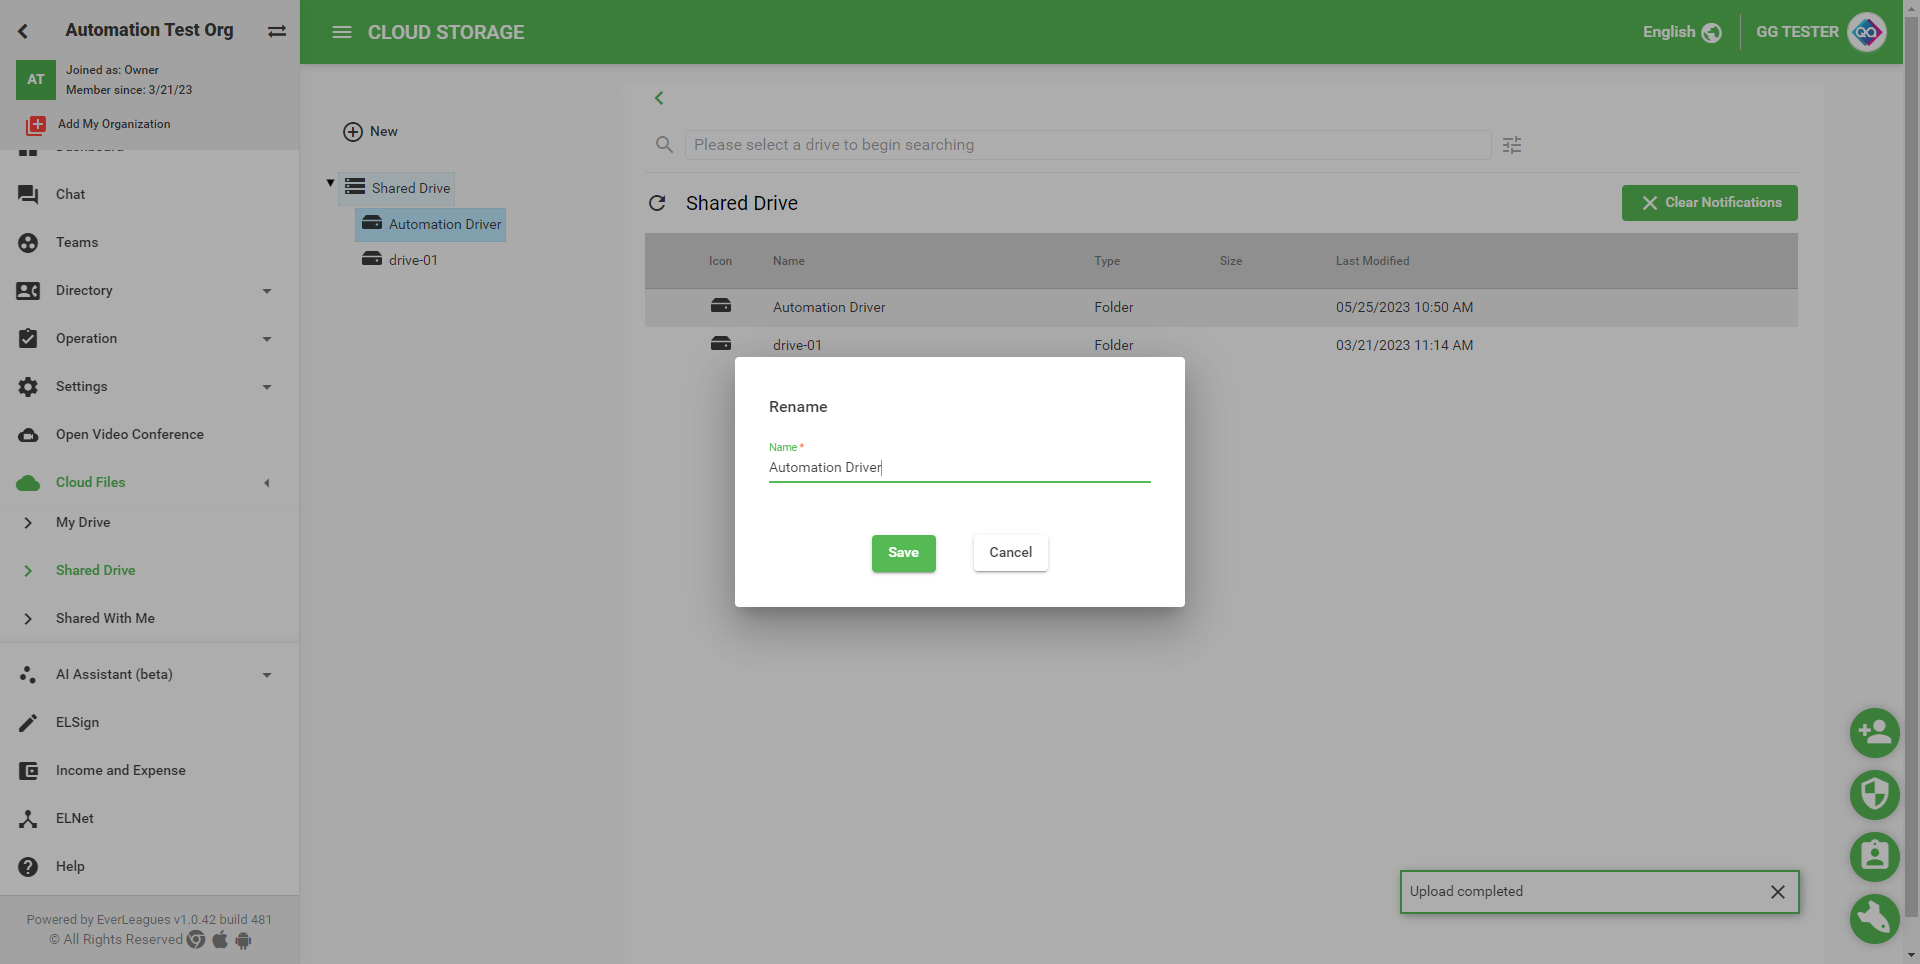 Automation Test Org
AT
Joined as: Owner
Member since: 3/21/23
Add My Organization
Dashboard
Chat
Teams
Directory
Operation
Settings
Open Video Conference
Cloud Files
My Drive
Shared Drive
Shared With Me
AI Assistant (beta)
ELSign
Income and Expense
ELNet
Help
Powered by EverLeagues v1.0.42 build 481
© All Rights Reserved
CLOUD STORAGE
English
GG TESTER
QA
New
Shared Drive
Automation Driver
drive-01
Please select a drive to begin searching
Shared Drive
Clear Notifications
Icon Name Type Size Last Modified
Automation Driver Folder 05/25/2023 10:50 AM
drive-01 Folder 03/21/2023 11:14 AM
Rename
Name *
Automation Driver
Save
Cancel
Upload completed